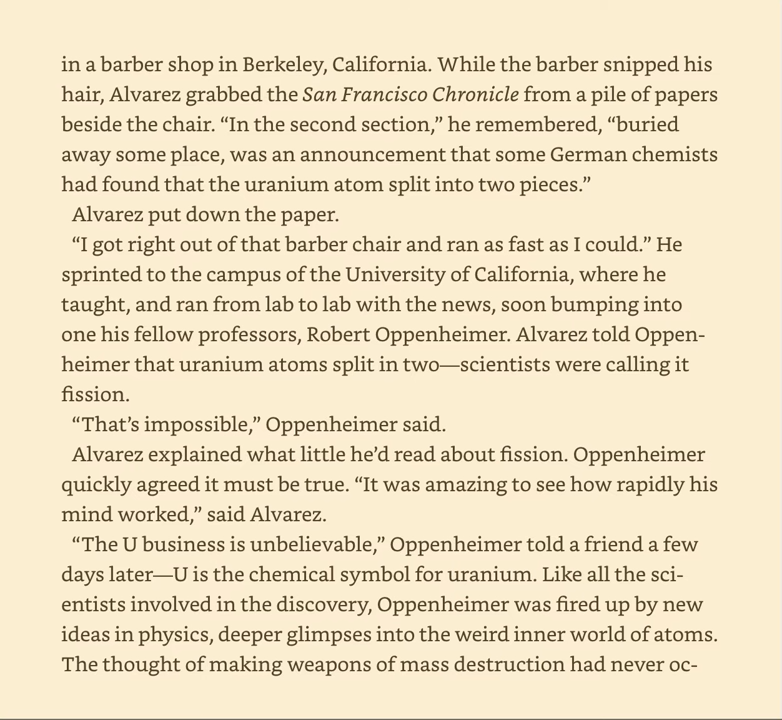 in a barber shop in Berkeley, California. While the barber snipped his
hair, Alvarez grabbed the San Francisco Chronicle from a pile of papers
beside the chair. “In the second section,” he remembered, “buried
away some place, was an announcement that some German chemists
had found that the uranium atom split into two pieces.”
Alvarez put down the paper.
“I got right out of that barber chair and ran as fast as I could.” He
sprinted to the campus of the University of California, where he
taught, and ran from lab to lab with the news, soon bumping into
one his fellow professors, Robert Oppenheimer. Alvarez told Oppen-
heimer that uranium atoms split in two—scientists were calling it
fission.
“That’s impossible,” Oppenheimer said.
Alvarez explained what little he’d read about fission. Oppenheimer
quickly agreed it must be true. “It was amazing to see how rapidly his
mind worked,” said Alvarez.
“The U business is unbelievable,” Oppenheimer told a friend a few
days later—U is the chemical symbol for uranium. Like all the sci-
entists involved in the discovery, Oppenheimer was fired up by new
ideas in physics, deeper glimpses into the weird inner world of atoms.
The thought of making weapons of mass destruction had never oc-